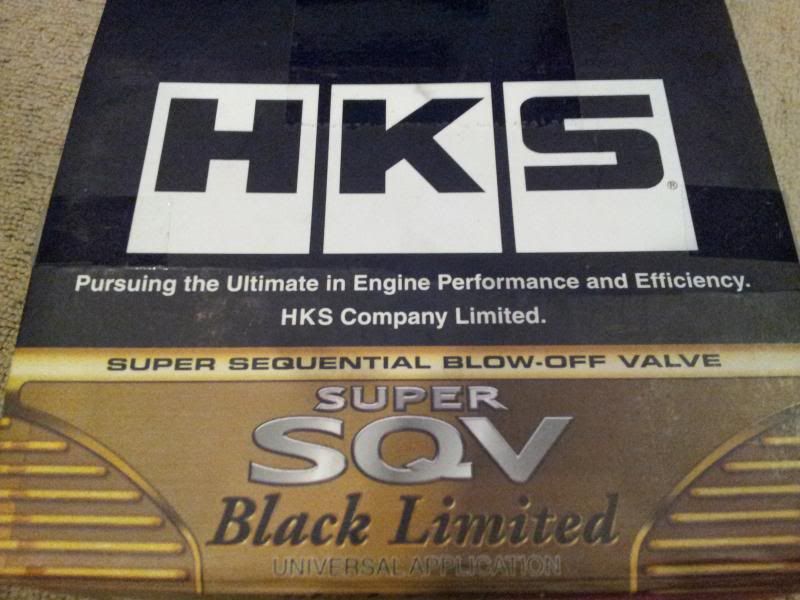 HKS®
Pursuing the Ultimate in Engine Performance and Efficiency.
HKS Company Limited.
SUPER SEQUENTIAL BLOW-OFF VALVE
SUPER
SQV
Black Limited
UNIVERSAL APPLICATION